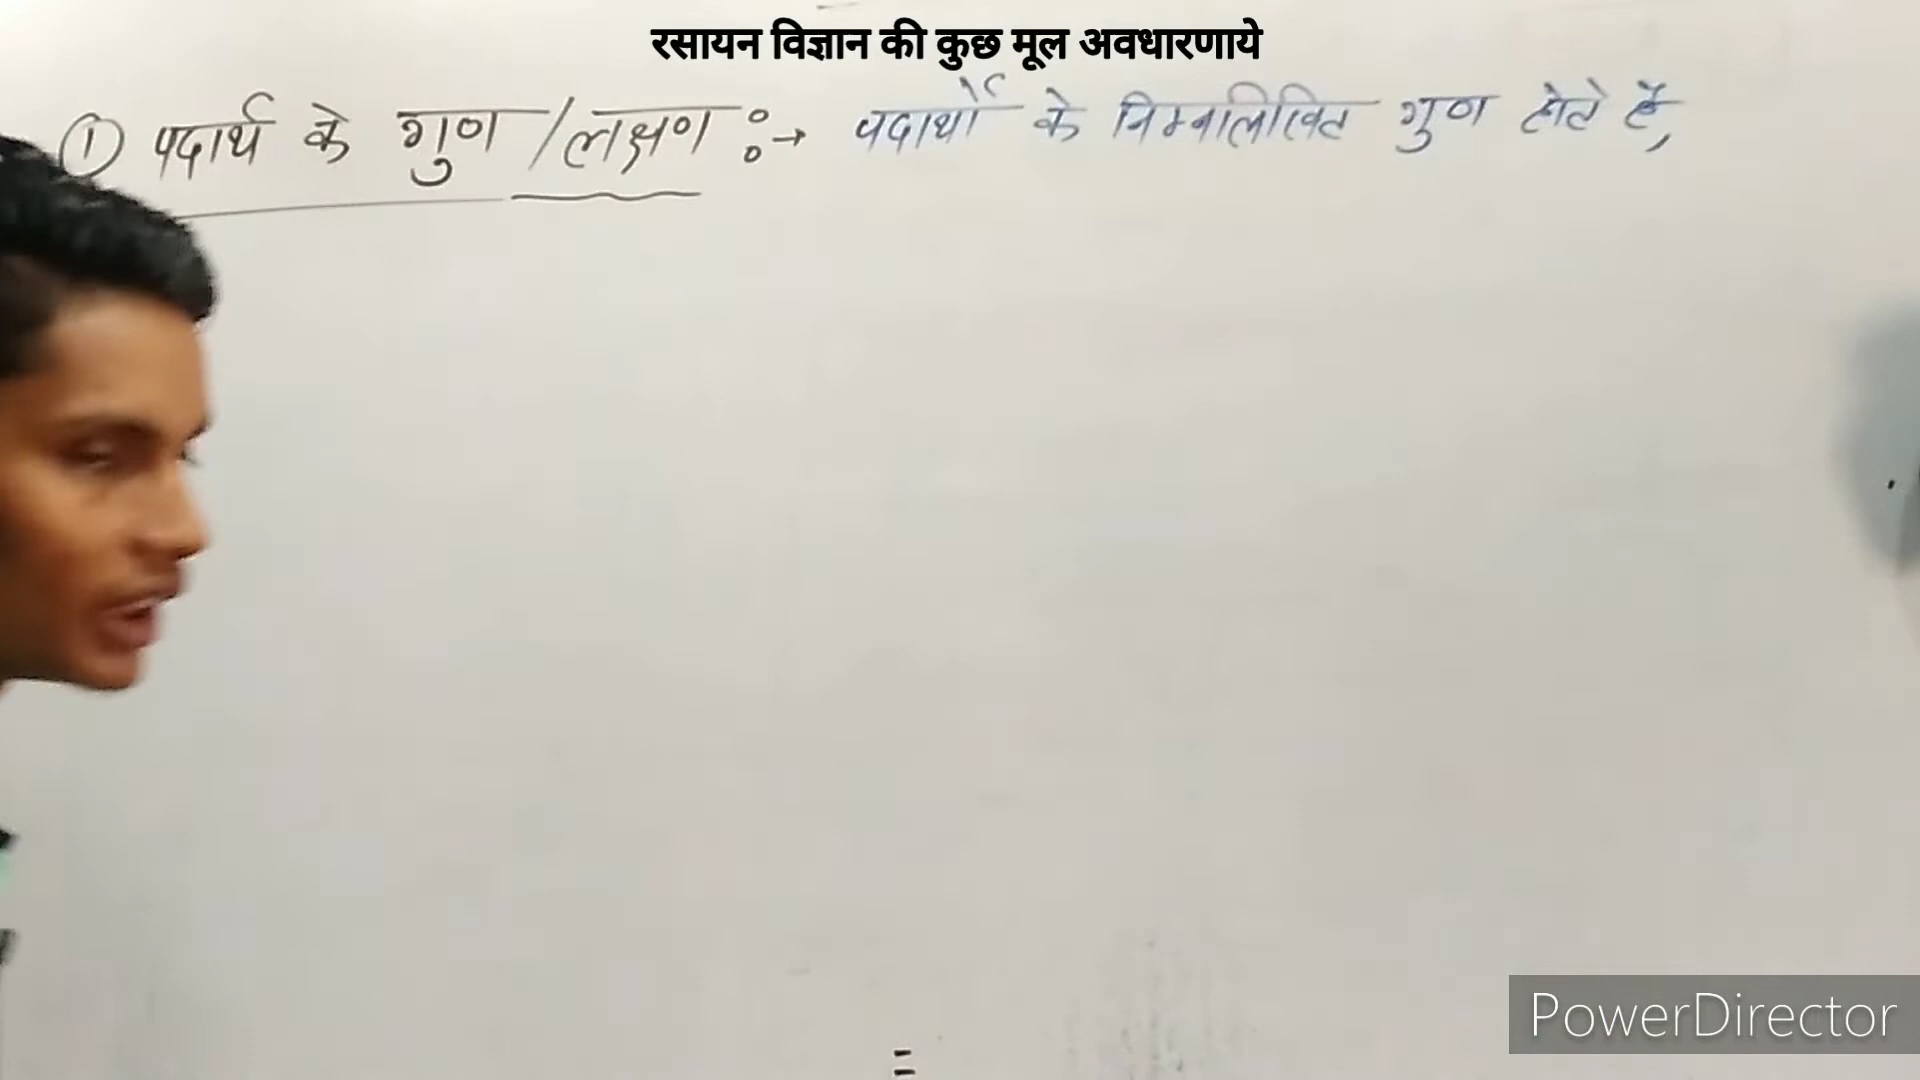 रसायन विज्ञान की कुछ मूल अवधारणाये
① पदार्थ के गुण /लक्षण :→ पदार्थो के निम्नलिखित गुण होते है,
PowerDirector